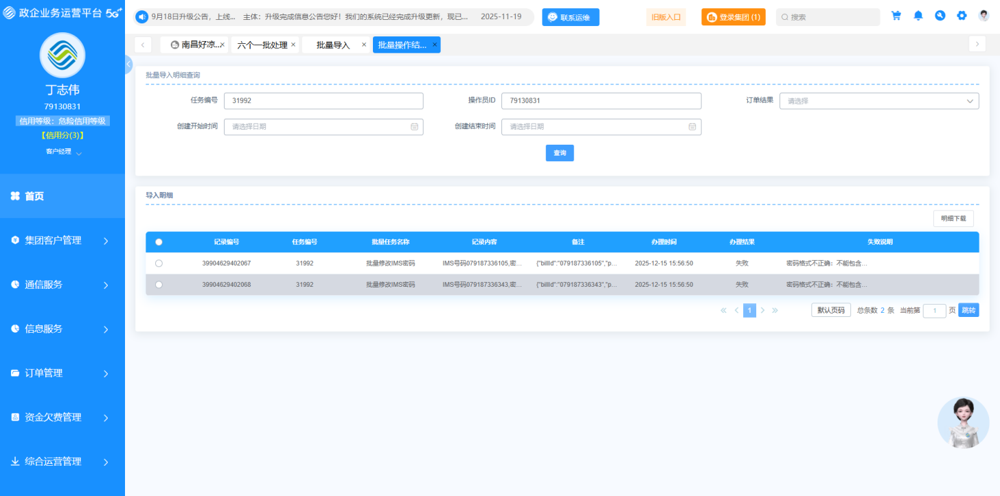 政企业务运营平台 5G+
9月18日升级公告，上线... 主体：升级完成信息公告您好！我们的系统已经完成升级更新，现已... 2025-11-19
联系运维
旧版入口
登录集团 (1)
搜索
丁志伟
79130831
信用等级：危险信用等级
【信用分(3)】
客户经理
首页
集团客户管理
通信服务
信息服务
订单管理
资金欠费管理
综合运营管理
南昌好凉...× 六个一批处理 × 批量导入 × 批量操作结... ×
批量导入明细查询
任务编号 31992 操作员ID 79130831 订单结果 请选择
创建开始时间 请选择日期 创建结束时间 请选择日期
查询
导入明细
明细下载
记录编号 任务编号 批量任务名称 记录内容 备注 办理时间 办理结果 失败说明
39904629402067 31992 批量修改IMS密码 IMS号码079187336105,密... {"billId":"079187336105","p... 2025-12-15 15:56:50 失败 密码格式不正确：不能包含...
39904629402068 31992 批量修改IMS密码 IMS号码079187336343,密... {"billId":"079187336343","p... 2025-12-15 15:56:50 失败 密码格式不正确：不能包含...
1 默认页码 总条数 2 条 当前第 1 页 跳转